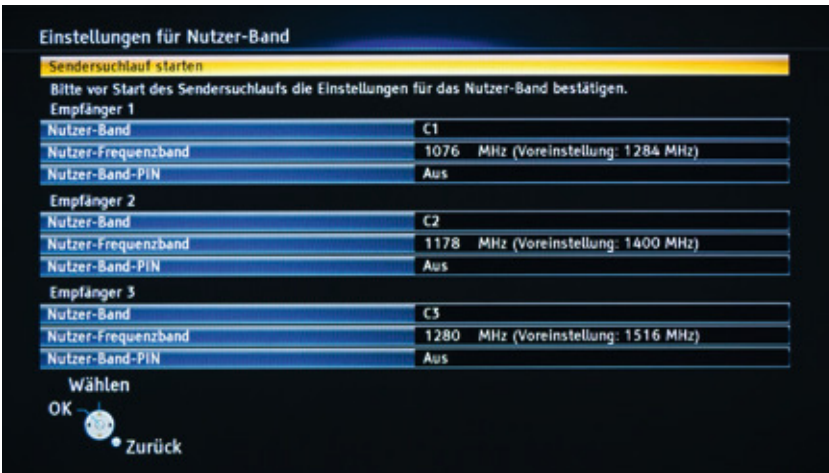 Einstellungen für Nutzer-Band
Sendersuchlauf starten
Bitte vor Start des Sendersuchlaufs die Einstellungen für das Nutzer-Band bestätigen.
Empfänger 1
Nutzer-Band C1
Nutzer-Frequenzband 1076 MHz (Voreinstellung: 1284 MHz)
Nutzer-Band-PIN Aus
Empfänger 2
Nutzer-Band C2
Nutzer-Frequenzband 1178 MHz (Voreinstellung: 1400 MHz)
Nutzer-Band-PIN Aus
Empfänger 3
Nutzer-Band C3
Nutzer-Frequenzband 1280 MHz (Voreinstellung: 1516 MHz)
Nutzer-Band-PIN Aus
Wählen
OK
Zurück